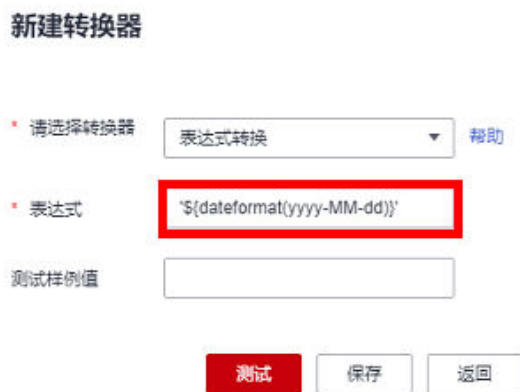 新建转换器
* 请选择转换器 表达式转换 帮助
* 表达式 '${dateformat(yyyy-MM-dd)}'
测试样例值
测试 保存 返回